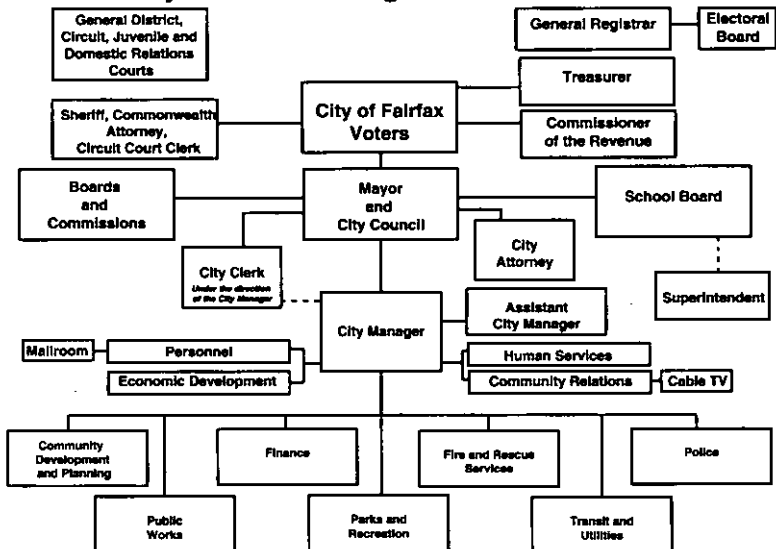 General District,
Circuit, Juvenile and
Domestic Relations
Courts
General Registrar
Electoral
Board
Treasurer
City of Fairfax
Voters
Sheriff, Commonwealth
Attorney,
Circuit Court Clerk
Commissioner
of the Revenue
Boards
and
Commissions
Mayor
and
City Council
School Board
City
Attorney
City Clerk
Under the direction
of the City Manager
Superintendent
City Manager
Assistant
City Manager
Mailroom
Personnel
Human Services
Economic Development
Community Relations
Cable TV
Community
Development
and Planning
Finance
Fire and Rescue
Services
Police
Public
Works
Parks and
Recreation
Transit and
Utilities